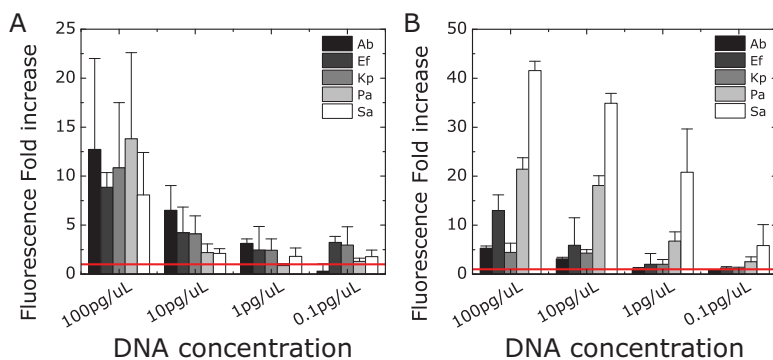 A
Fluorescence Fold increase
25
20
15
10
5
0
Ab
Ef
Kp
Pa
Sa
100pg/uL
10pg/uL
1pg/uL
0.1pg/uL
DNA concentration
B
Fluorescence Fold increase
50
40
30
20
10
0
Ab
Ef
Kp
Pa
Sa
100pg/uL
10pg/uL
1pg/uL
0.1pg/uL
DNA concentration